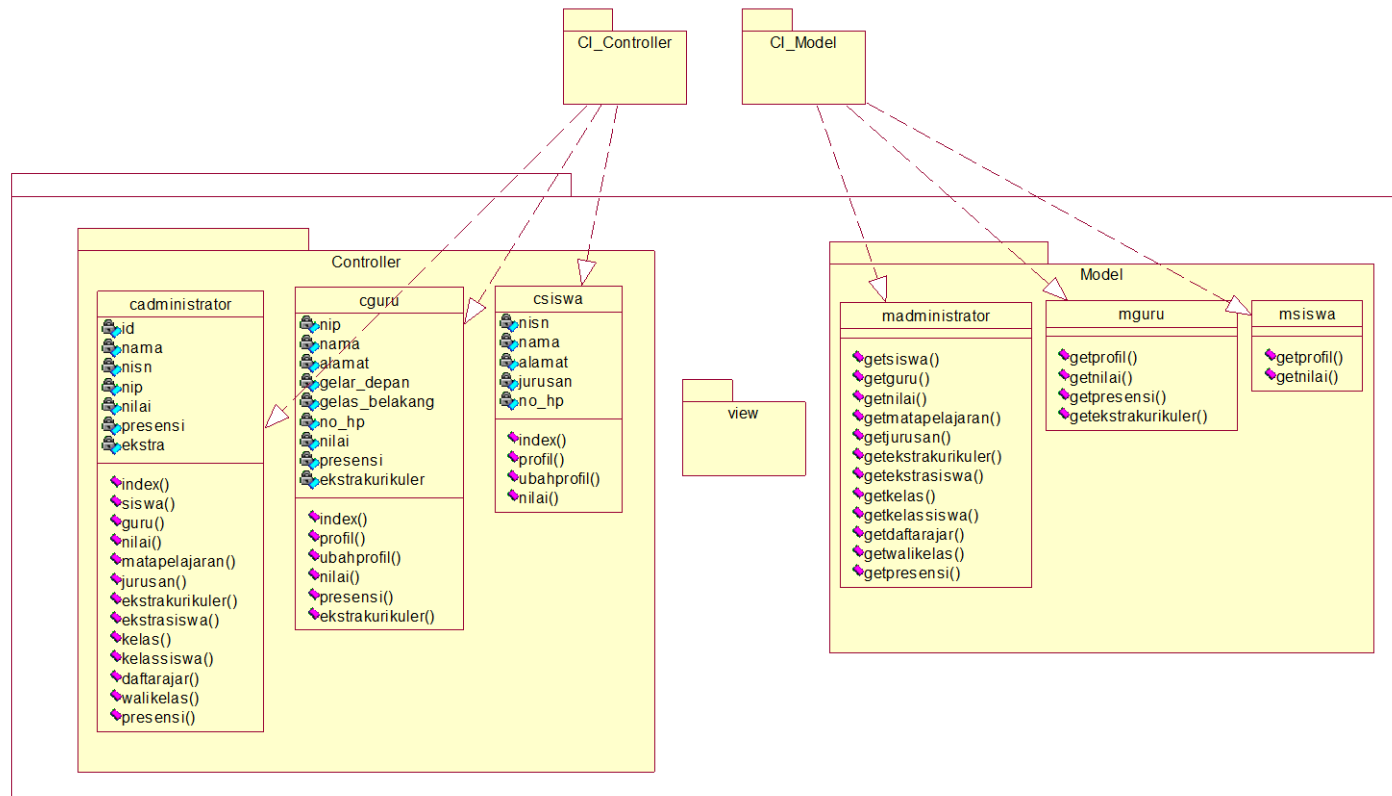 CI_Controller
CI_Model
Controller
cadministrator
id
nama
nisn
nip
nilai
presensi
ekstra
index()
siswa()
guru()
nilai()
matapelajaran()
jurusan()
ekstrakurikuler()
ekstrasiswa()
kelas()
kelassiswa()
daftarajar()
walikelas()
presensi()
cguru
nip
nama
alamat
gelar_depan
gelas_belakang
no_hp
nilai
presensi
ekstrakurikuler
index()
profil()
ubahprofil()
nilai()
presensi()
ekstrakurikuler()
csiswa
nisn
nama
alamat
jurusan
no_hp
index()
profil()
ubahprofil()
nilai()
view
Model
madministrator
getsiswa()
getguru()
getnilai()
getmatapelajaran()
getjurusan()
getekstrakurikuler()
getekstrasiswa()
getkelas()
getkelassiswa()
getdaftarajar()
getwalikelas()
getpresensi()
mguru
getprofil()
getnilai()
getpresensi()
getekstrakurikuler()
msiswa
getprofil()
getnilai()